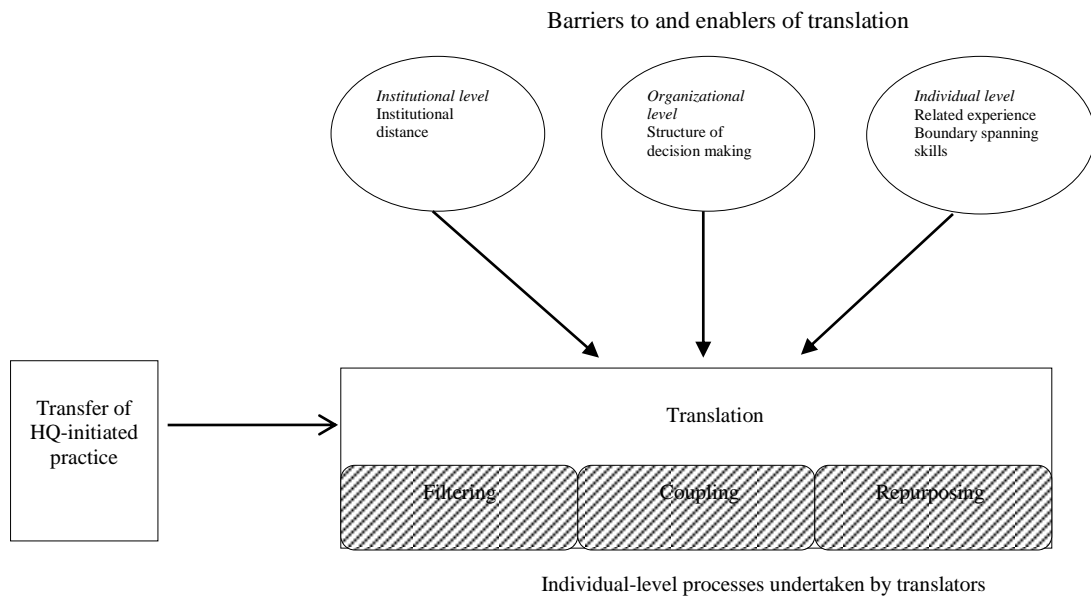 Barriers to and enablers of translation
Institutional level
Institutional
distance
Organizational
level
Structure of
decision making
Individual level
Related experience
Boundary spanning
skills
Transfer of
HQ-initiated
practice
Translation
Filtering
Coupling
Repurposing
Individual-level processes undertaken by translators